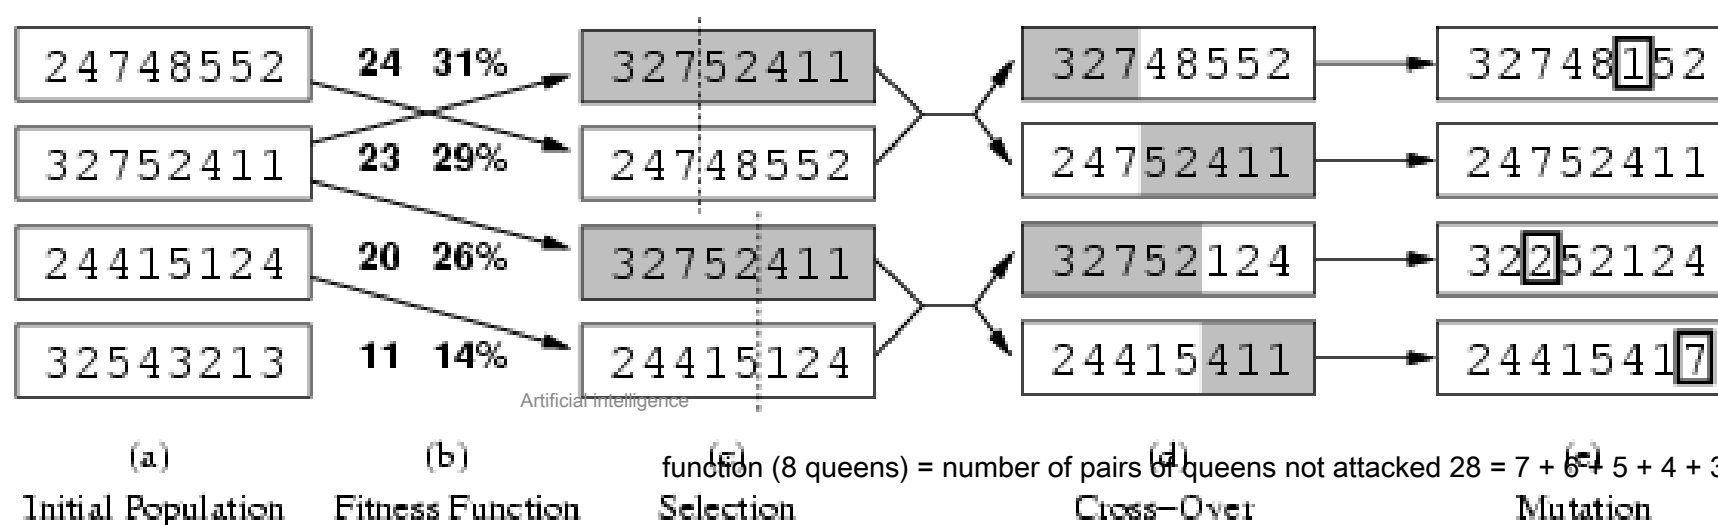 24748552 24 31% 32752411 32748552 32748152
32752411 23 29% 24748552 24752411 24752411
24415124 20 26% 32752411 32752124 32252124
32543213 11 14% 24415124 24415411 24415417
Artificial intelligence
(a) (b) (c) (d) (e)
function (8 queens) = number of pairs of queens not attacked 28 = 7 + 6 + 5 + 4 + 3
Initial Population Fitness Function Selection Cross-Over Mutation